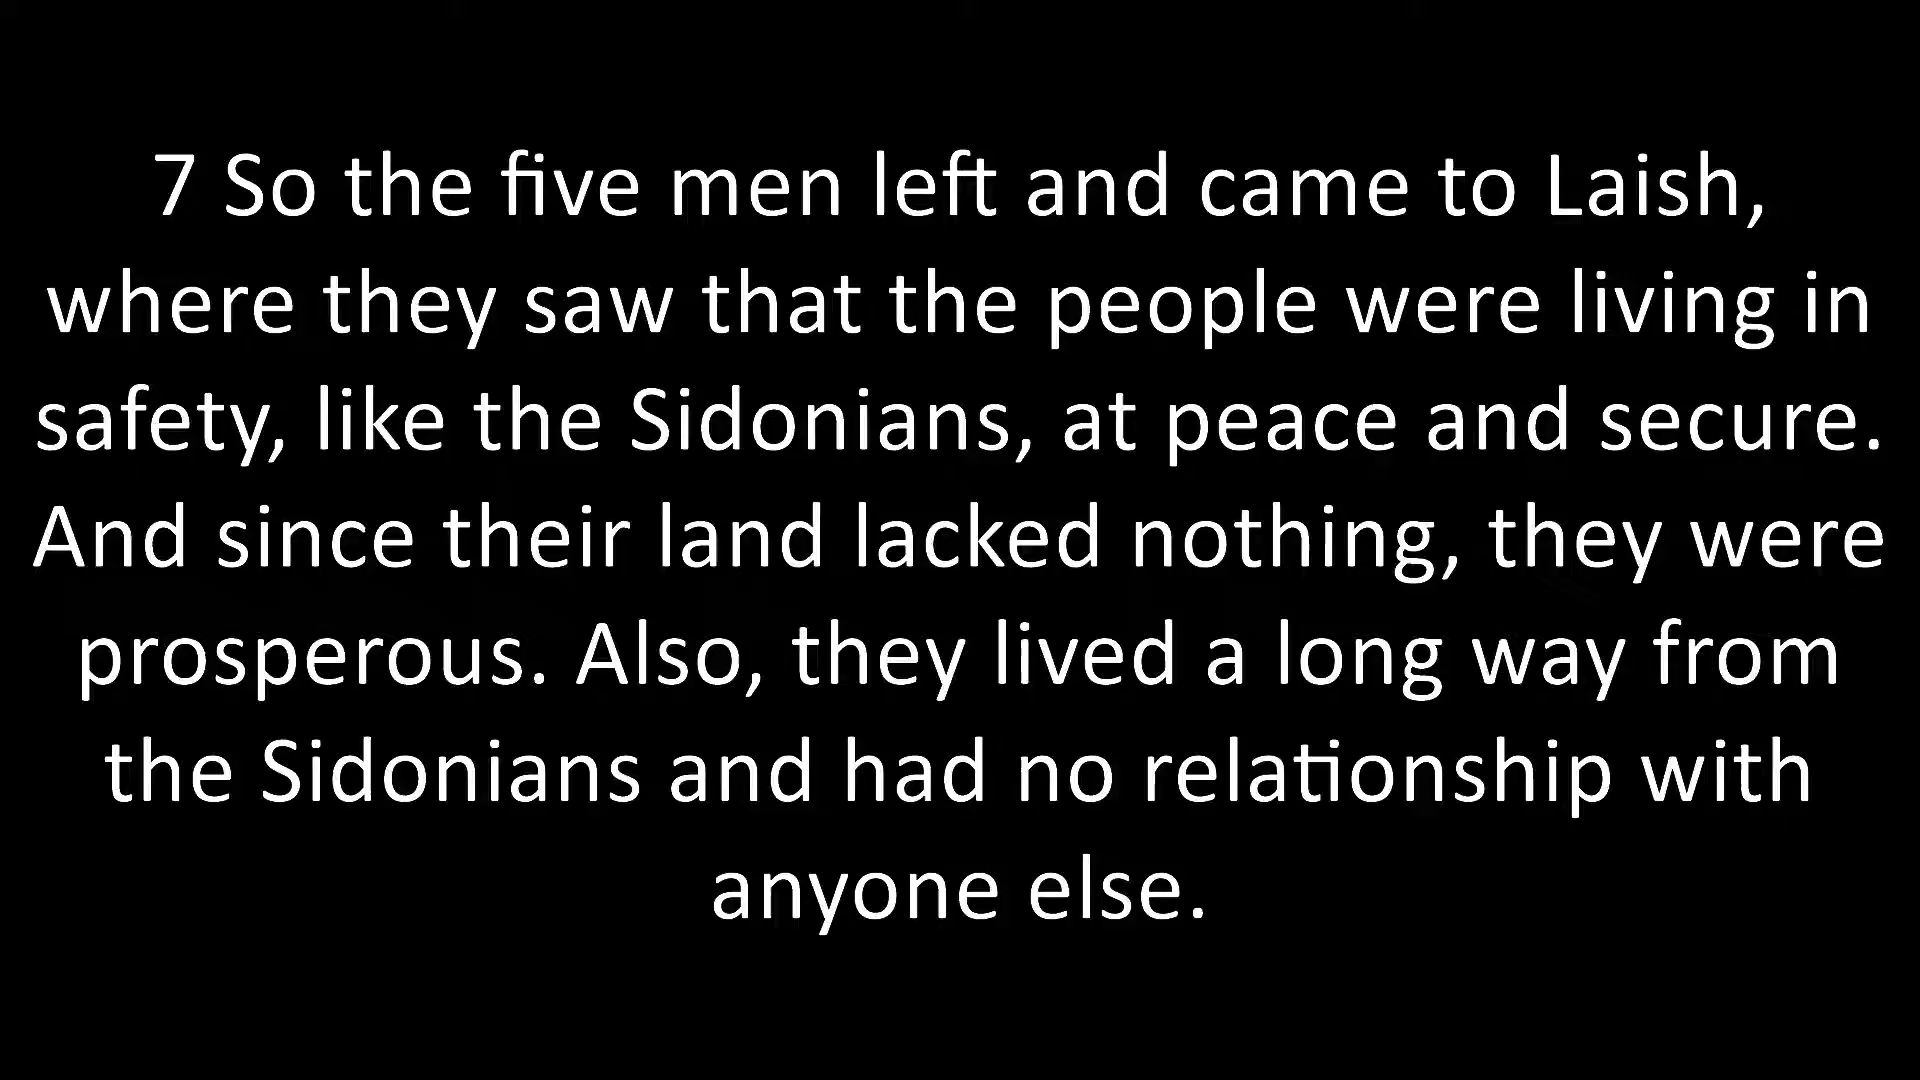 7 So the five men left and came to Laish,
where they saw that the people were living in
safety, like the Sidonians, at peace and secure.
And since their land lacked nothing, they were
prosperous. Also, they lived a long way from
the Sidonians and had no relationship with
anyone else.